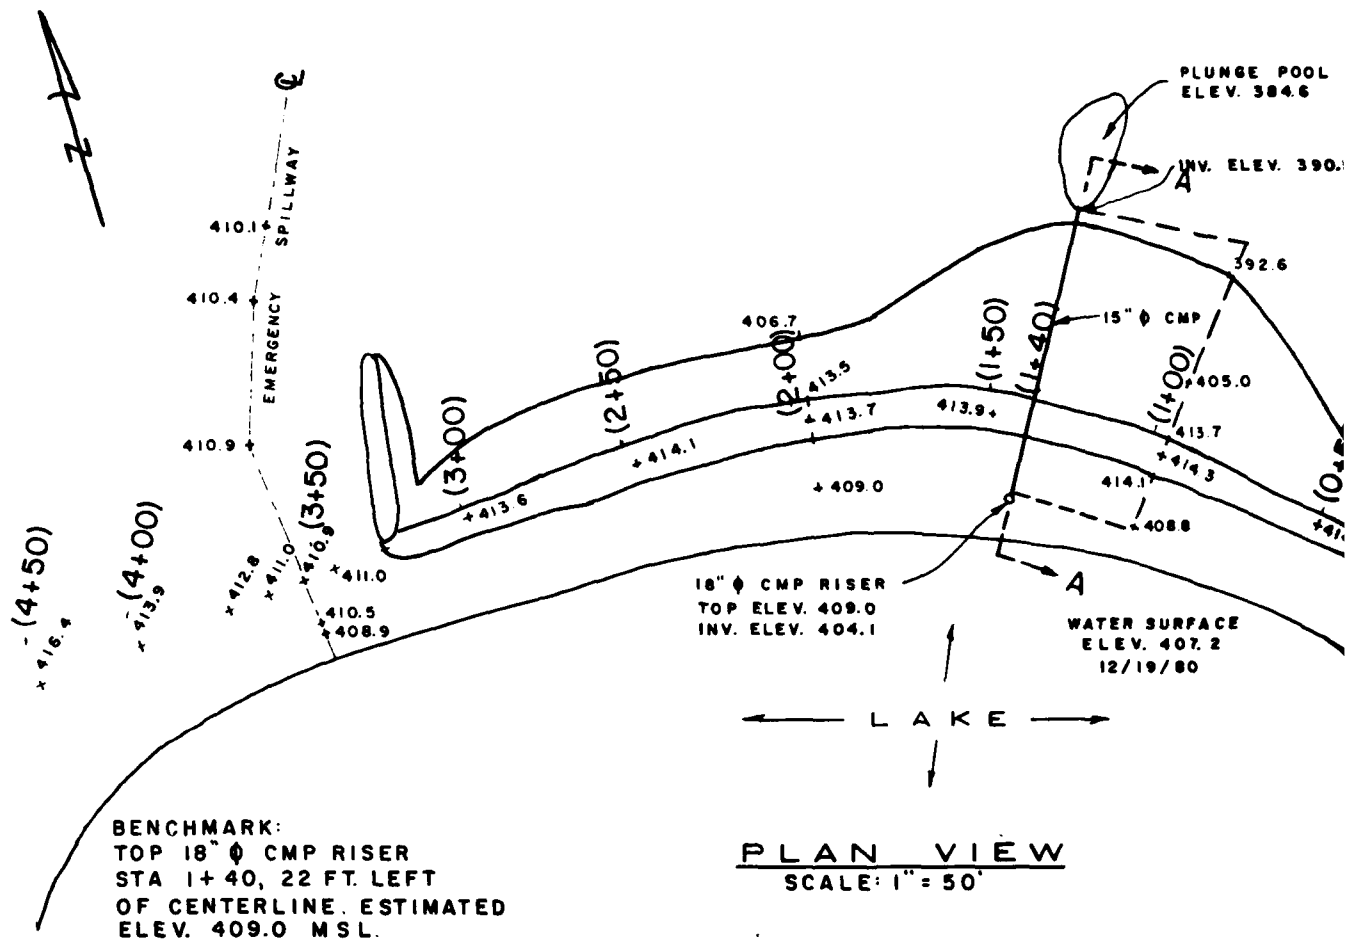 N
℄
PLUNGE POOL
ELEV. 384.6
INV. ELEV. 390.
A
SPILLWAY
410.1
392.6
410.4
EMERGENCY
406.7
(1+50)
(1+40)
15" ϕ CMP
(2+50)
(2+00)
413.5
(1+00)
405.0
(3+00)
413.7
413.9
413.7
410.9
414.1
414.3
(3+50)
409.0
414.1
413.6
408.8
(4+50)
(4+00)
412.8
411.0
410.9
411.0
18" ϕ CMP RISER
TOP ELEV. 409.0
INV. ELEV. 404.1
A
416.4
413.9
410.5
408.9
WATER SURFACE
ELEV. 407.2
12/19/80
LAKE
BENCHMARK:
TOP 18" ϕ CMP RISER
STA 1+40, 22 FT. LEFT
OF CENTERLINE. ESTIMATED
ELEV. 409.0 MSL.
PLAN VIEW
SCALE: 1" = 50'